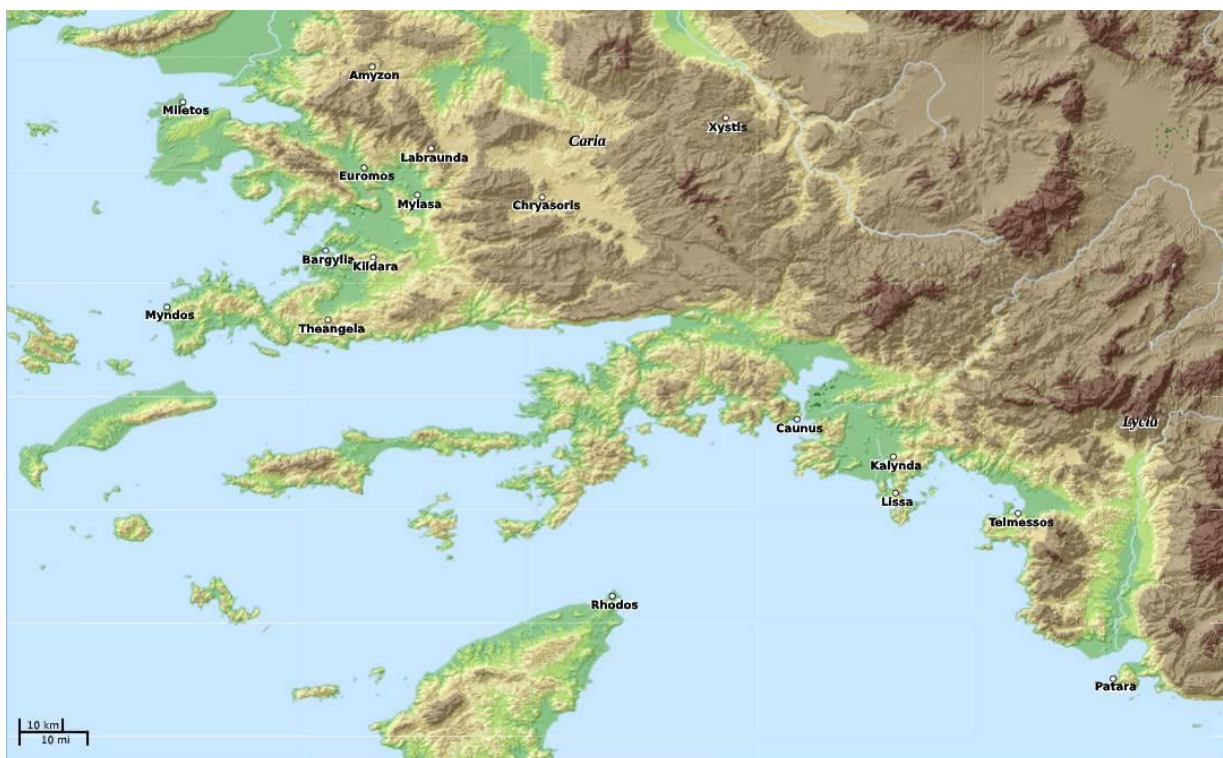 Amyzon
Miletos
Xystis
Caria
Labraunda
Euromos
Mylasa
Chryasoris
Bargylia
Kildara
Myndos
Theangela
Caunus
Lycia
Kalynda
Lissa
Telmessos
Rhodos
Patara
10 km
10 mi